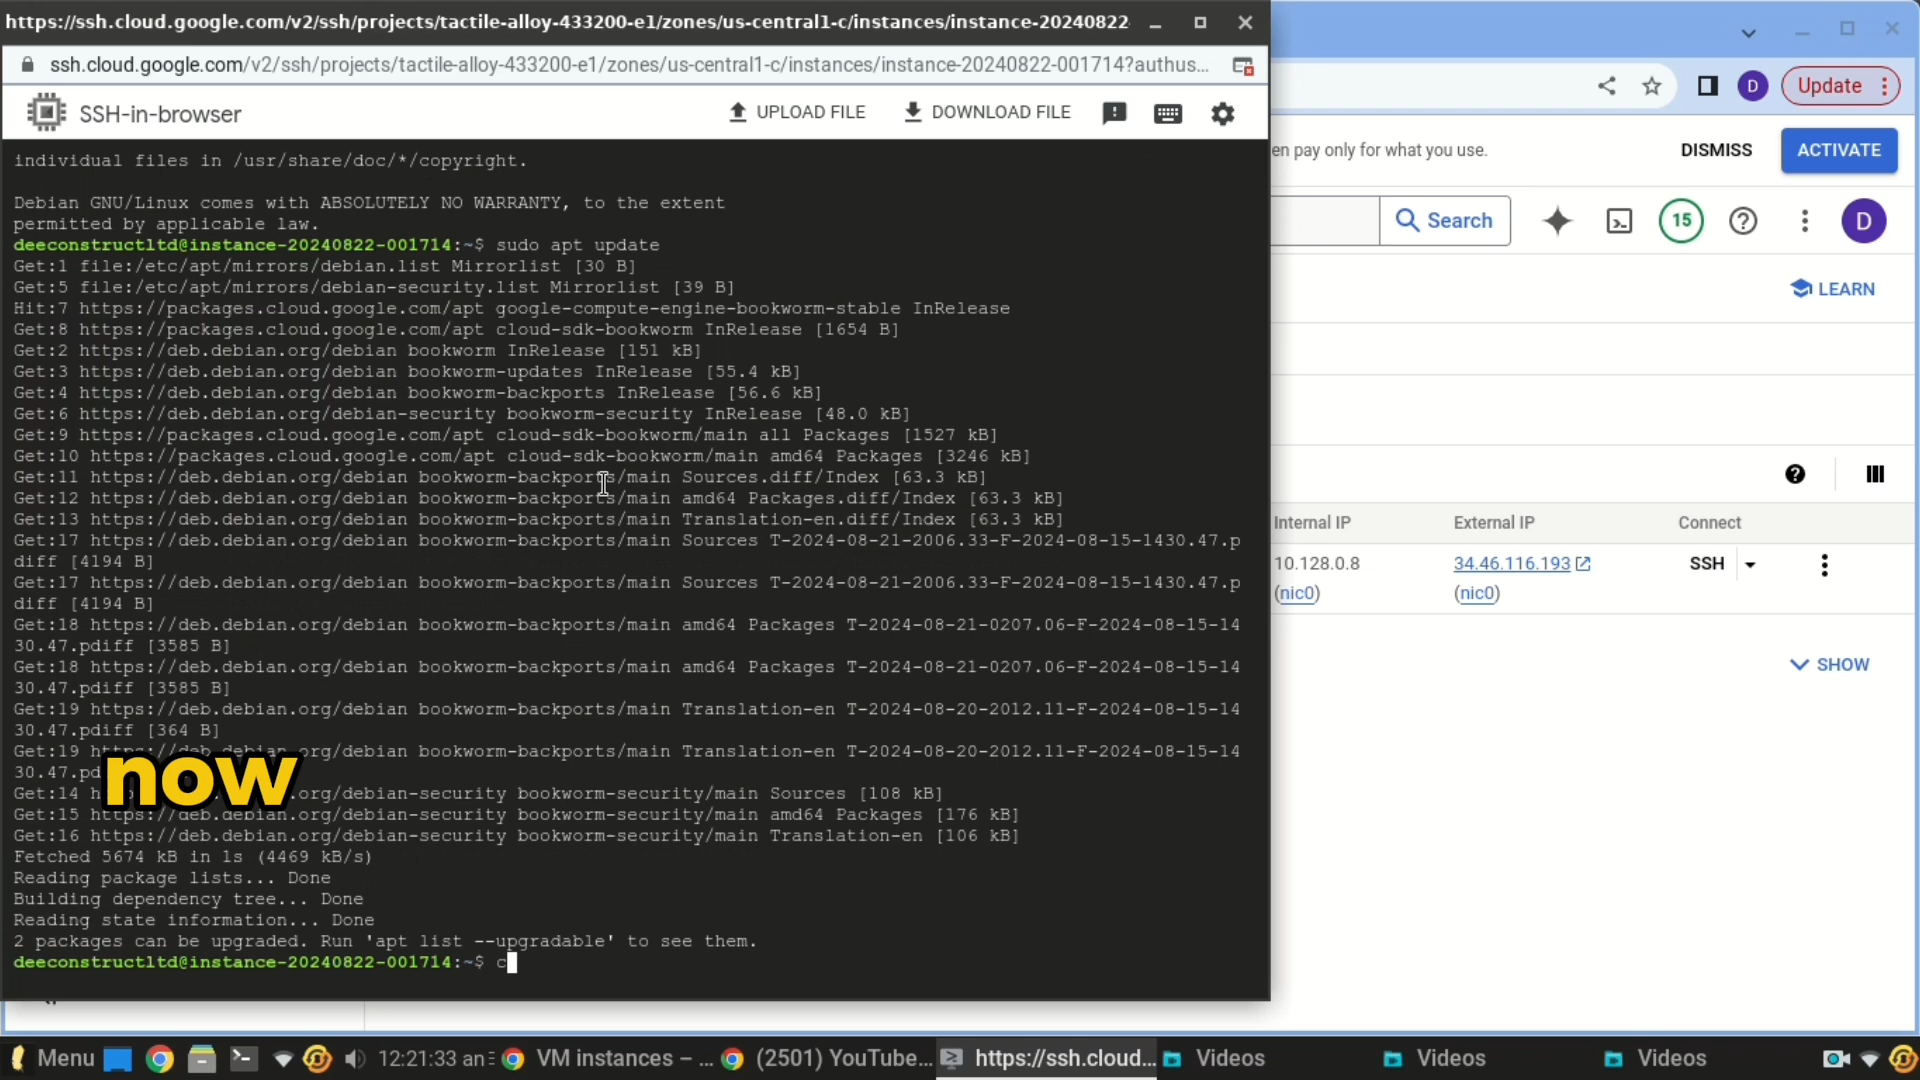 https://ssh.cloud.google.com/v2/ssh/projects/tactile-alloy-433200-e1/zones/us-central1-c/instances/instance-20240822-
ssh.cloud.google.com/v2/ssh/projects/tactile-alloy-433200-e1/zones/us-central1-c/instances/instance-20240822-001714?authus...
D
Update
SSH-in-browser
UPLOAD FILE
DOWNLOAD FILE
en pay only for what you use.
DISMISS
ACTIVATE
Search
15
D
LEARN
individual files in /usr/share/doc/*/copyright.
Debian GNU/Linux comes with ABSOLUTELY NO WARRANTY, to the extent
permitted by applicable law.
deeconstructltd@instance-20240822-001714:~$ sudo apt update
Get:1 file:/etc/apt/mirrors/debian.list Mirrorlist [30 B]
Get:5 file:/etc/apt/mirrors/debian-security.list Mirrorlist [39 B]
Hit:7 https://packages.cloud.google.com/apt google-compute-engine-bookworm-stable InRelease
Get:8 https://packages.cloud.google.com/apt cloud-sdk-bookworm InRelease [1654 B]
Get:2 https://deb.debian.org/debian bookworm InRelease [151 kB]
Get:3 https://deb.debian.org/debian bookworm-updates InRelease [55.4 kB]
Get:4 https://deb.debian.org/debian bookworm-backports InRelease [56.6 kB]
Get:6 https://deb.debian.org/debian-security bookworm-security InRelease [48.0 kB]
Get:9 https://packages.cloud.google.com/apt cloud-sdk-bookworm/main all Packages [1527 kB]
Get:10 https://packages.cloud.google.com/apt cloud-sdk-bookworm/main amd64 Packages [3246 kB]
Get:11 https://deb.debian.org/debian bookworm-backports/main Sources.diff/Index [63.3 kB]
Get:12 https://deb.debian.org/debian bookworm-backports/main amd64 Packages.diff/Index [63.3 kB]
Get:13 https://deb.debian.org/debian bookworm-backports/main Translation-en.diff/Index [63.3 kB]
Get:17 https://deb.debian.org/debian bookworm-backports/main Sources T-2024-08-21-2006.33-F-2024-08-15-1430.47.p
diff [4194 B]
Get:17 https://deb.debian.org/debian bookworm-backports/main Sources T-2024-08-21-2006.33-F-2024-08-15-1430.47.p
diff [4194 B]
Get:18 https://deb.debian.org/debian bookworm-backports/main amd64 Packages T-2024-08-21-0207.06-F-2024-08-15-14
30.47.pdiff [3585 B]
Get:18 https://deb.debian.org/debian bookworm-backports/main amd64 Packages T-2024-08-21-0207.06-F-2024-08-15-14
30.47.pdiff [3585 B]
Get:19 https://deb.debian.org/debian bookworm-backports/main Translation-en T-2024-08-20-2012.11-F-2024-08-15-14
30.47.pdiff [364 B]
Get:19 https://deb.debian.org/debian bookworm-backports/main Translation-en T-2024-08-20-2012.11-F-2024-08-15-14
30.47.pd
now
Get:14 h .debian.org/debian-security bookworm-security/main Sources [108 kB]
Get:15 https://deb.debian.org/debian-security bookworm-security/main amd64 Packages [176 kB]
Get:16 https://deb.debian.org/debian-security bookworm-security/main Translation-en [106 kB]
Fetched 5674 kB in 1s (4469 kB/s)
Reading package lists... Done
Building dependency tree... Done
Reading state information... Done
2 packages can be upgraded. Run 'apt list --upgradable' to see them.
deeconstructltd@instance-20240822-001714:~$ c
Internal IP
External IP
Connect
10.128.0.8
34.46.116.193
SSH
(nic0)
(nic0)
SHOW
Menu
12:21:33 an
VM instances – ...
(2501) YouTube...
https://ssh.cloud...
Videos
Videos
Videos